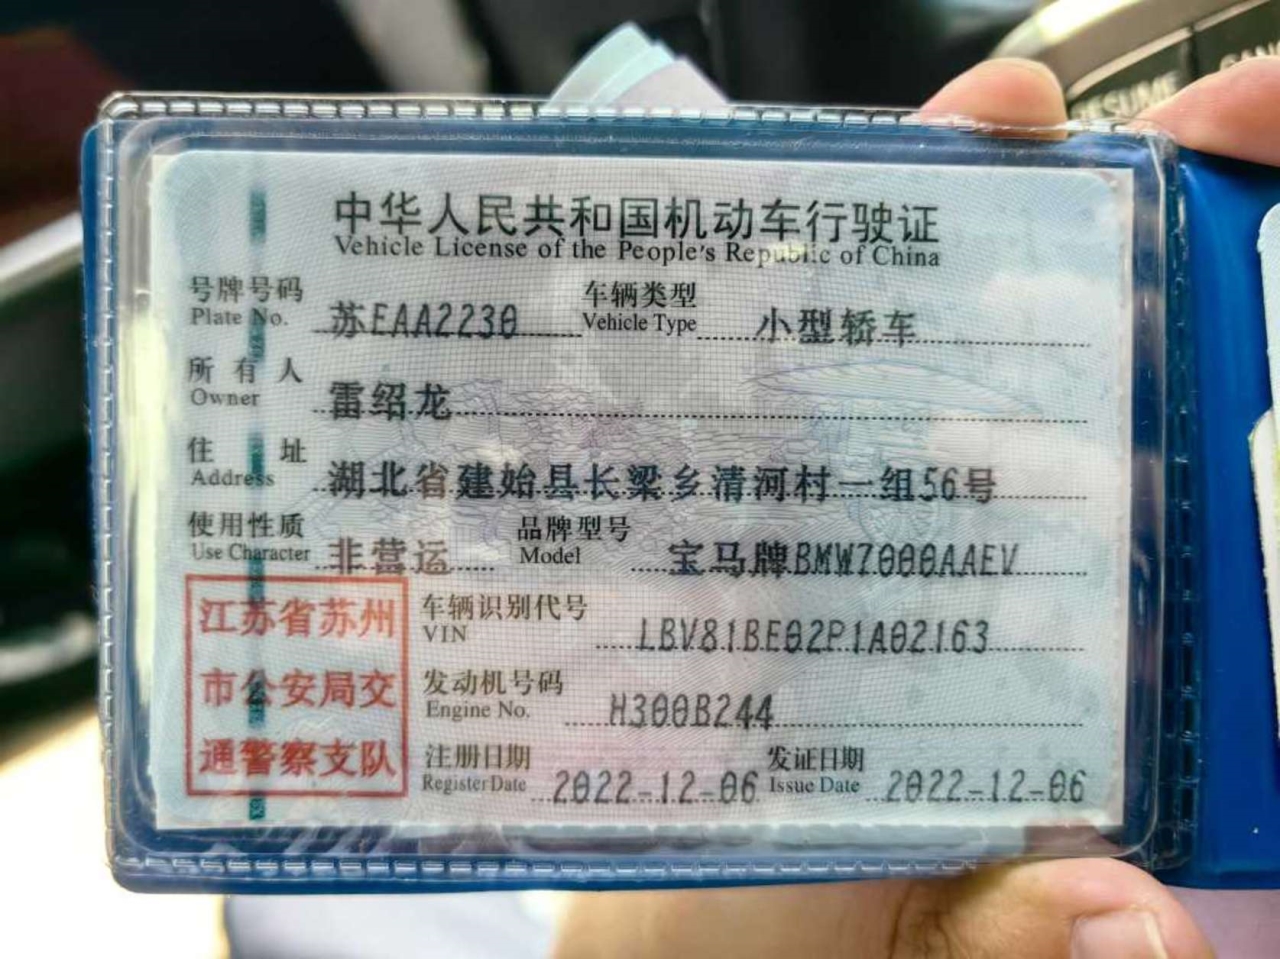 RESUME
中华人民共和国机动车行驶证
Vehicle License of the People's Republic of China
号牌号码 苏EAA2230 车辆类型 小型轿车
Plate No. Vehicle Type
所有人 雷绍龙
Owner
住址 湖北省建始县长梁乡清河村一组56号
Address
使用性质 非营运 品牌型号 宝马牌BMW7000AAEV
Use Character Model
江苏省苏州
市公安局交
通警察支队
车辆识别代号 LBV81BE02P1A02163
VIN
发动机号码 H300B244
Engine No.
注册日期 2022-12-06 发证日期 2022-12-06
Register Date Issue Date